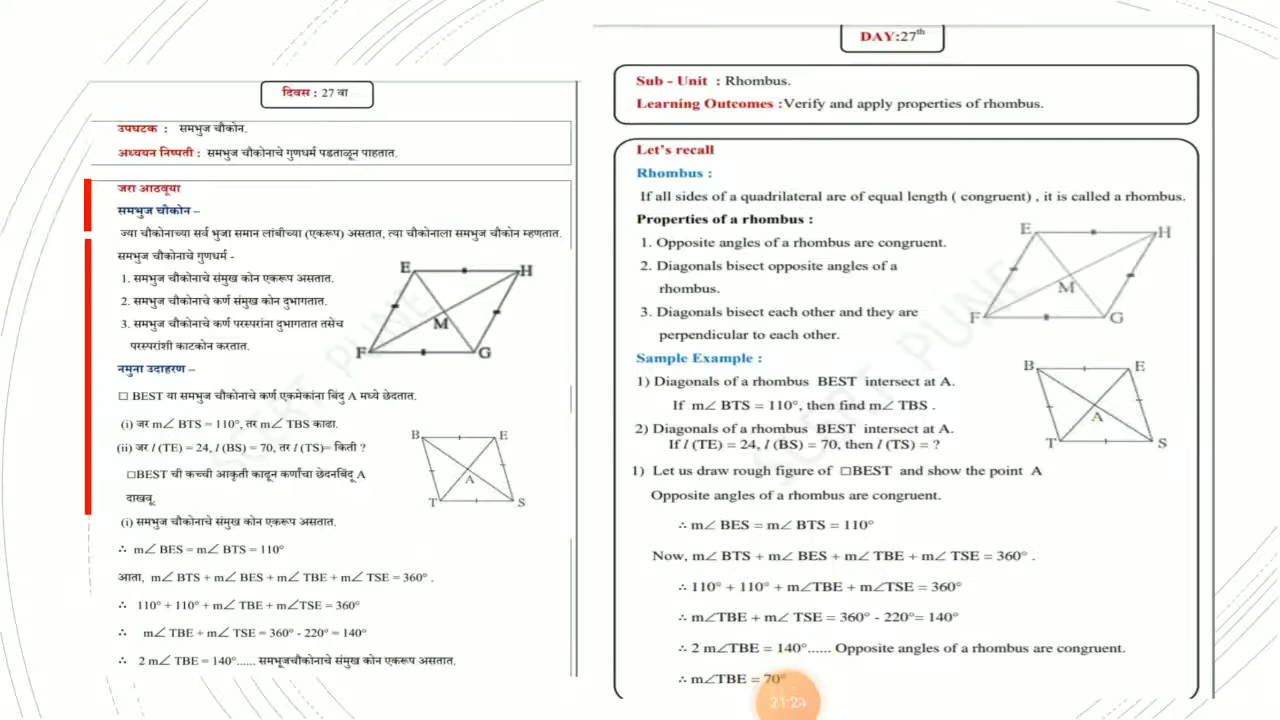 दिवस : 27 वा
उपघटक : समभुज चौकोन.
अध्ययन निष्पती : समभुज चौकोनाचे गुणधर्म पडताळून पाहतात.
जरा आठवूया
समभुज चौकोन –
ज्या चौकोनाच्या सर्व भुजा समान लांबीच्या (एकरूप) असतात, त्या चौकोनाला समभुज चौकोन म्हणतात.
समभुज चौकोनाचे गुणधर्म -
1. समभुज चौकोनाचे संमुख कोन एकरूप असतात.
2. समभुज चौकोनाचे कर्ण संमुख कोन दुभागतात.
3. समभुज चौकोनाचे कर्ण परस्परांना दुभागतात तसेच
परस्परांशी काटकोन करतात.
E
H
M
F
G
नमुना उदाहरण –
□ BEST या समभुज चौकोनाचे कर्ण एकमेकांना बिंदु A मध्ये छेदतात.
(i) जर m∠ BTS = 110°, तर m∠ TBS काढा.
(ii) जर l (TE) = 24, l (BS) = 70, तर l (TS)= किती ?
□BEST ची कच्ची आकृती काढून कर्णांचा छेदनबिंदू A
दाखवू.
B
E
A
T
S
(i) समभुज चौकोनाचे संमुख कोन एकरूप असतात.
∴ m∠ BES = m∠ BTS = 110°
आता, m∠ BTS + m∠ BES + m∠ TBE + m∠ TSE = 360° .
∴ 110° + 110° + m∠ TBE + m∠TSE = 360°
∴ m∠ TBE + m∠ TSE = 360° - 220° = 140°
∴ 2 m∠ TBE = 140°...... समभूजचौकोनाचे संमुख कोन एकरूप असतात.
DAY:27th
Sub - Unit : Rhombus.
Learning Outcomes :Verify and apply properties of rhombus.
Let's recall
Rhombus :
If all sides of a quadrilateral are of equal length ( congruent) , it is called a rhombus.
Properties of a rhombus :
1. Opposite angles of a rhombus are congruent.
2. Diagonals bisect opposite angles of a
rhombus.
3. Diagonals bisect each other and they are
perpendicular to each other.
E
H
M
F
G
Sample Example :
1) Diagonals of a rhombus BEST intersect at A.
If m∠ BTS = 110°, then find m∠ TBS .
2) Diagonals of a rhombus BEST intersect at A.
If l (TE) = 24, l (BS) = 70, then l (TS) = ?
B
E
A
T
S
1) Let us draw rough figure of □BEST and show the point A
Opposite angles of a rhombus are congruent.
∴ m∠ BES = m∠ BTS = 110°
Now, m∠ BTS + m∠ BES + m∠ TBE + m∠ TSE = 360° .
∴ 110° + 110° + m∠TBE + m∠TSE = 360°
∴ m∠TBE + m∠ TSE = 360° - 220°= 140°
∴ 2 m∠TBE = 140°...... Opposite angles of a rhombus are congruent.
∴ m∠TBE = 70°
21:24
SCERT PUNE
SCERT PUNE